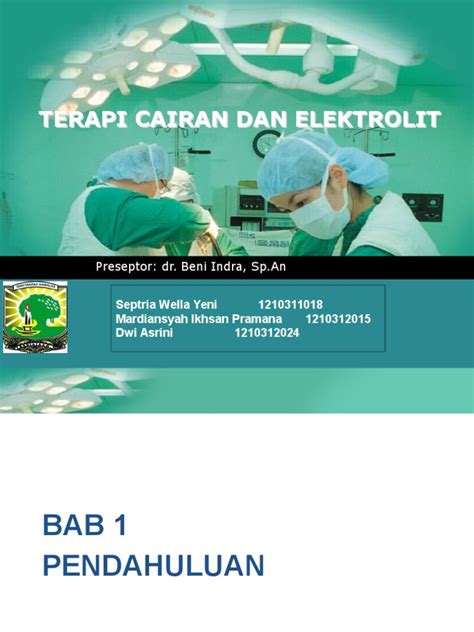 TERAPI CAIRAN DAN ELEKTROLIT
Preseptor: dr. Beni Indra, Sp.An
Septria Wella Yeni 1210311018
Mardiansyah Ikhsan Pramana 1210312015
Dwi Asrini 1210312024
BAB 1
PENDAHULUAN